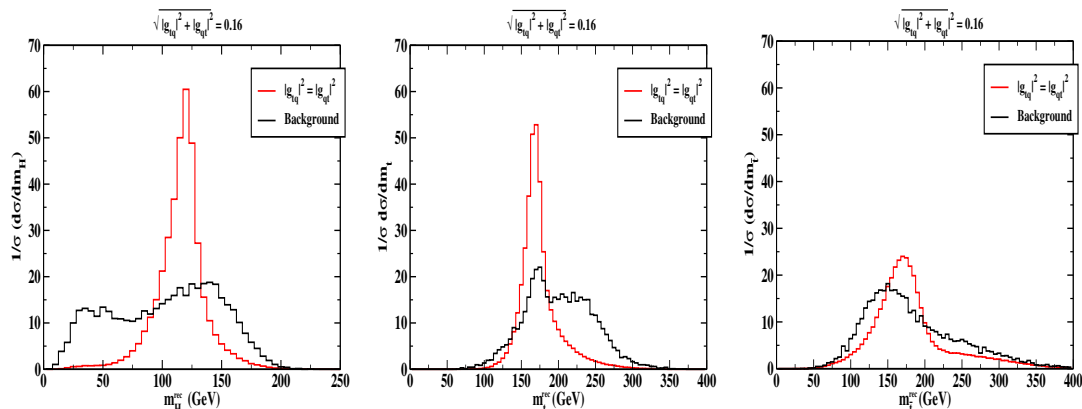 √|g_tq|² + |g_qt|² = 0.16
1/σ (dσ/dm_H)
70
60
50
40
30
20
10
0
|g_tq|² = |g_qt|²
Background
0 50 100 150 200 250
m_H^rec (GeV)
√|g_tq|² + |g_qt|² = 0.16
1/σ (dσ/dm_t)
70
60
50
40
30
20
10
0
|g_tq|² = |g_qt|²
Background
0 50 100 150 200 250 300 350 400
m_t^rec (GeV)
√|g_tq|² + |g_qt|² = 0.16
1/σ (dσ/dm_t̄)
70
60
50
40
30
20
10
0
|g_tq|² = |g_qt|²
Background
0 50 100 150 200 250 300 350 400
m_t̄^rec (GeV)